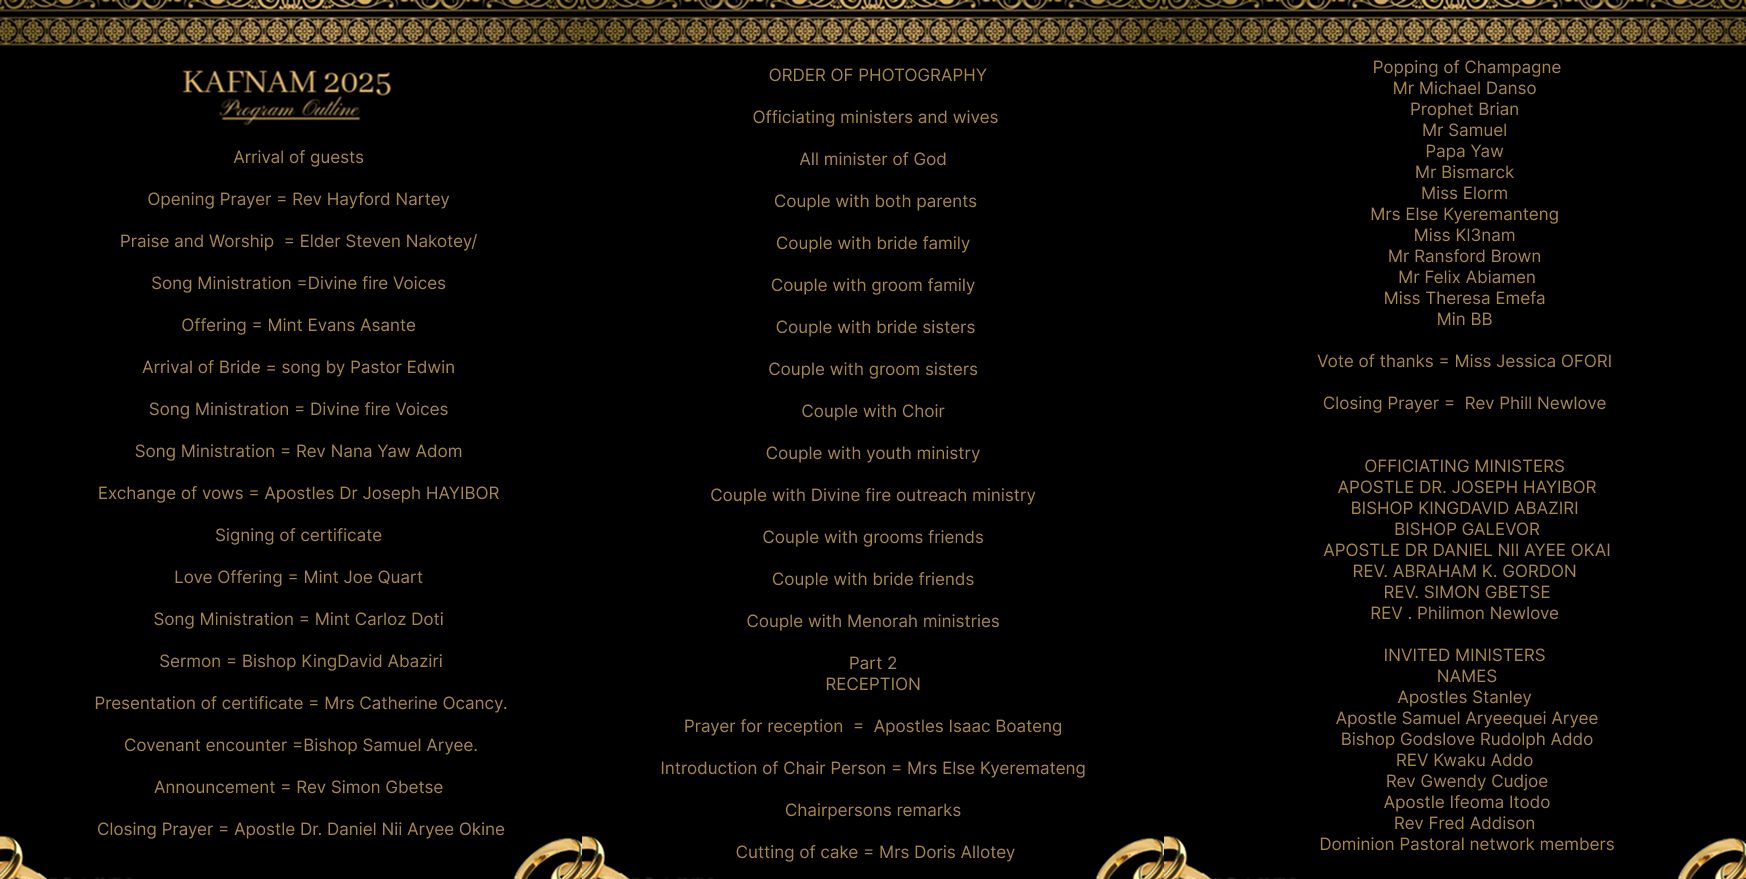 KAFNAM 2025
Program Outline
Arrival of guests
Opening Prayer = Rev Hayford Nartey
Praise and Worship  = Elder Steven Nakotey/
Song Ministration =Divine fire Voices
Offering = Mint Evans Asante
Arrival of Bride = song by Pastor Edwin
Song Ministration = Divine fire Voices
Song Ministration = Rev Nana Yaw Adom
Exchange of vows = Apostles Dr Joseph HAYIBOR
Signing of certificate
Love Offering = Mint Joe Quart
Song Ministration = Mint Carloz Doti
Sermon = Bishop KingDavid Abaziri
Presentation of certificate = Mrs Catherine Ocancy.
Covenant encounter =Bishop Samuel Aryee.
Announcement = Rev Simon Gbetse
Closing Prayer = Apostle Dr. Daniel Nii Aryee Okine
ORDER OF PHOTOGRAPHY
Officiating ministers and wives
All minister of God
Couple with both parents
Couple with bride family
Couple with groom family
Couple with bride sisters
Couple with groom sisters
Couple with Choir
Couple with youth ministry
Couple with Divine fire outreach ministry
Couple with grooms friends
Couple with bride friends
Couple with Menorah ministries
Part 2
RECEPTION
Prayer for reception  =  Apostles Isaac Boateng
Introduction of Chair Person = Mrs Else Kyeremateng
Chairpersons remarks
Cutting of cake = Mrs Doris Allotey
Popping of Champagne
Mr Michael Danso
Prophet Brian
Mr Samuel
Papa Yaw
Mr Bismarck
Miss Elorm
Mrs Else Kyeremanteng
Miss Kl3nam
Mr Ransford Brown
Mr Felix Abiamen
Miss Theresa Emefa
Min BB
Vote of thanks = Miss Jessica OFORI
Closing Prayer =  Rev Phill Newlove
OFFICIATING MINISTERS
APOSTLE DR. JOSEPH HAYIBOR
BISHOP KINGDAVID ABAZIRI
BISHOP GALEVOR
APOSTLE DR DANIEL NII AYEE OKAI
REV. ABRAHAM K. GORDON
REV. SIMON GBETSE
REV . Philimon Newlove
INVITED MINISTERS
NAMES
Apostles Stanley
Apostle Samuel Aryeequei Aryee
Bishop Godslove Rudolph Addo
REV Kwaku Addo
Rev Gwendy Cudjoe
Apostle Ifeoma Itodo
Rev Fred Addison
Dominion Pastoral network members